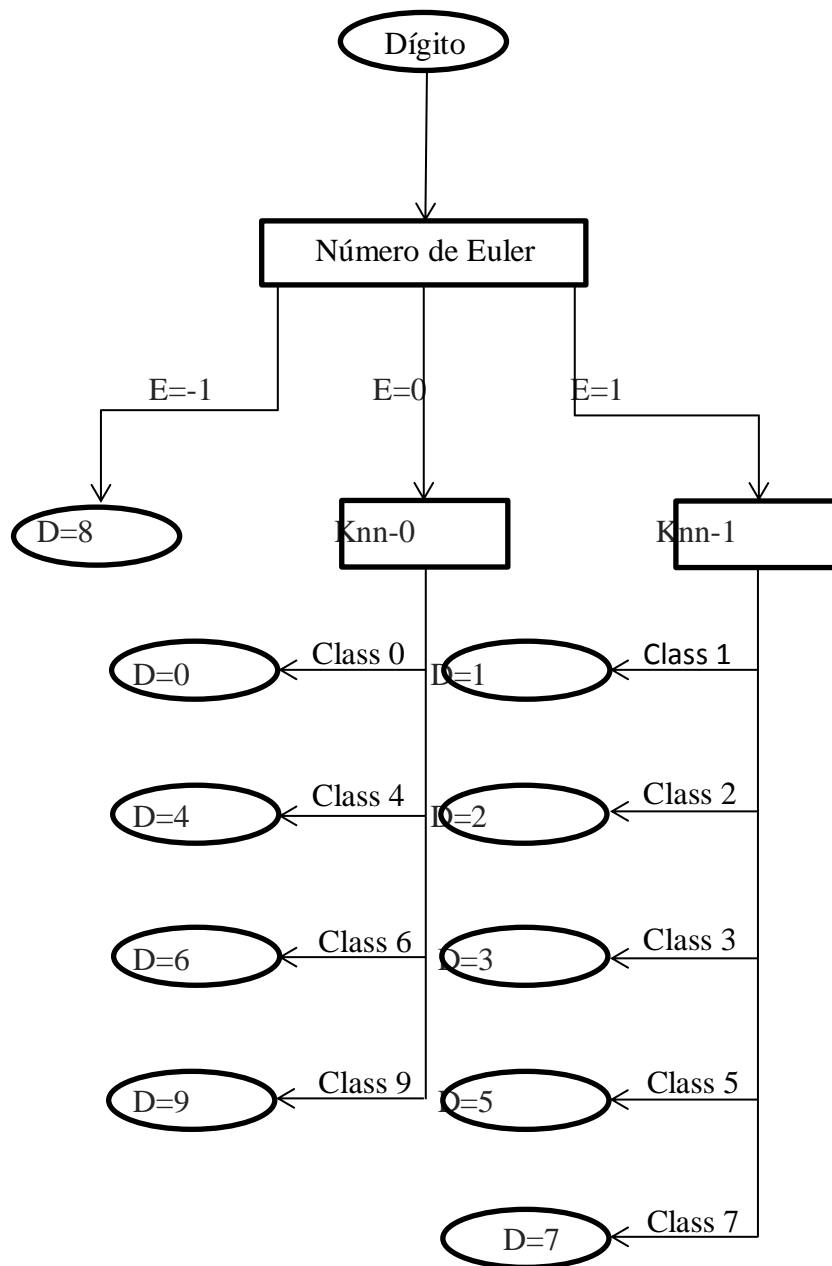 Dígito
Número de Euler
E=-1
E=0
E=1
D=8
Knn-0
Knn-1
D=0
Class 0
D=1
Class 1
D=4
Class 4
D=2
Class 2
D=6
Class 6
D=3
Class 3
D=9
Class 9
D=5
Class 5
D=7
Class 7